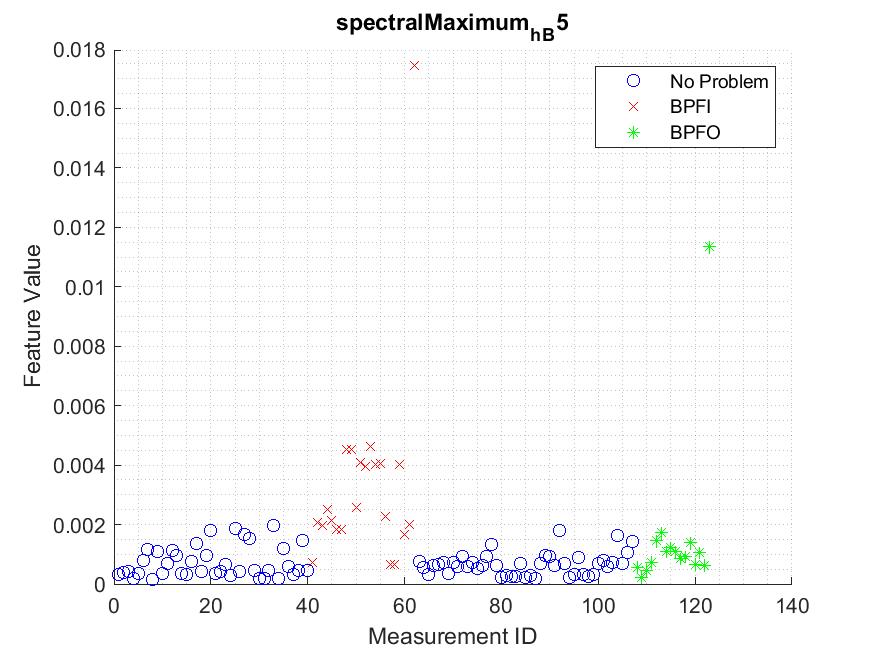 spectralMaximum_hB5
0.018
0.016
0.014
0.012
0.01
0.008
0.006
0.004
0.002
0
Feature Value
No Problem
BPFI
BPFO
0 20 40 60 80 100 120 140
Measurement ID